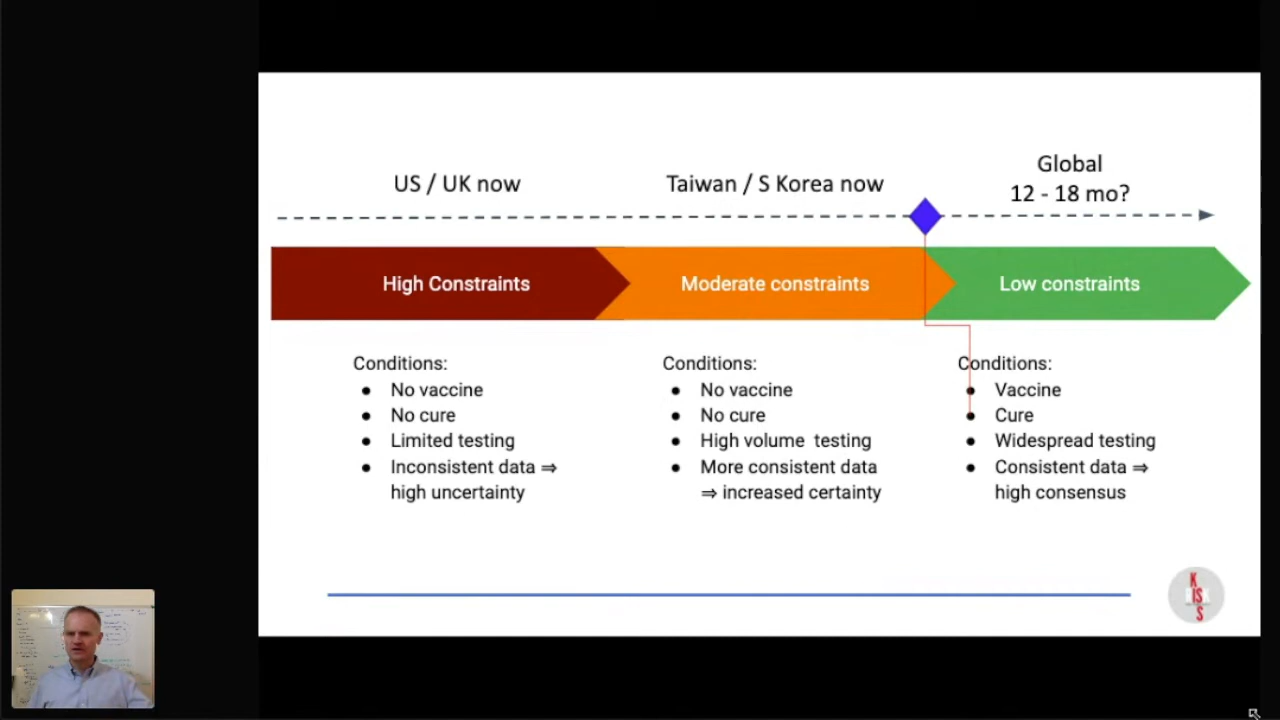 US / UK now
Taiwan / S Korea now
Global
12 - 18 mo?
High Constraints
Moderate constraints
Low constraints
Conditions:
● No vaccine
● No cure
● Limited testing
● Inconsistent data ⇒
high uncertainty
Conditions:
● No vaccine
● No cure
● High volume testing
● More consistent data
⇒ increased certainty
Conditions:
● Vaccine
● Cure
● Widespread testing
● Consistent data ⇒
high consensus
K
IS
S